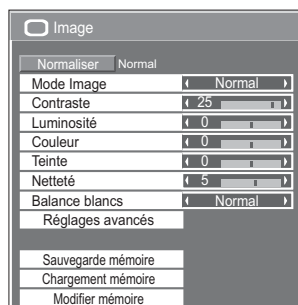 Image
Normaliser Normal
Mode Image Normal
Contraste 25
Luminosité 0
Couleur 0
Teinte 0
Netteté 5
Balance blancs Normal
Réglages avancés
Sauvegarde mémoire
Chargement mémoire
Modifier mémoire